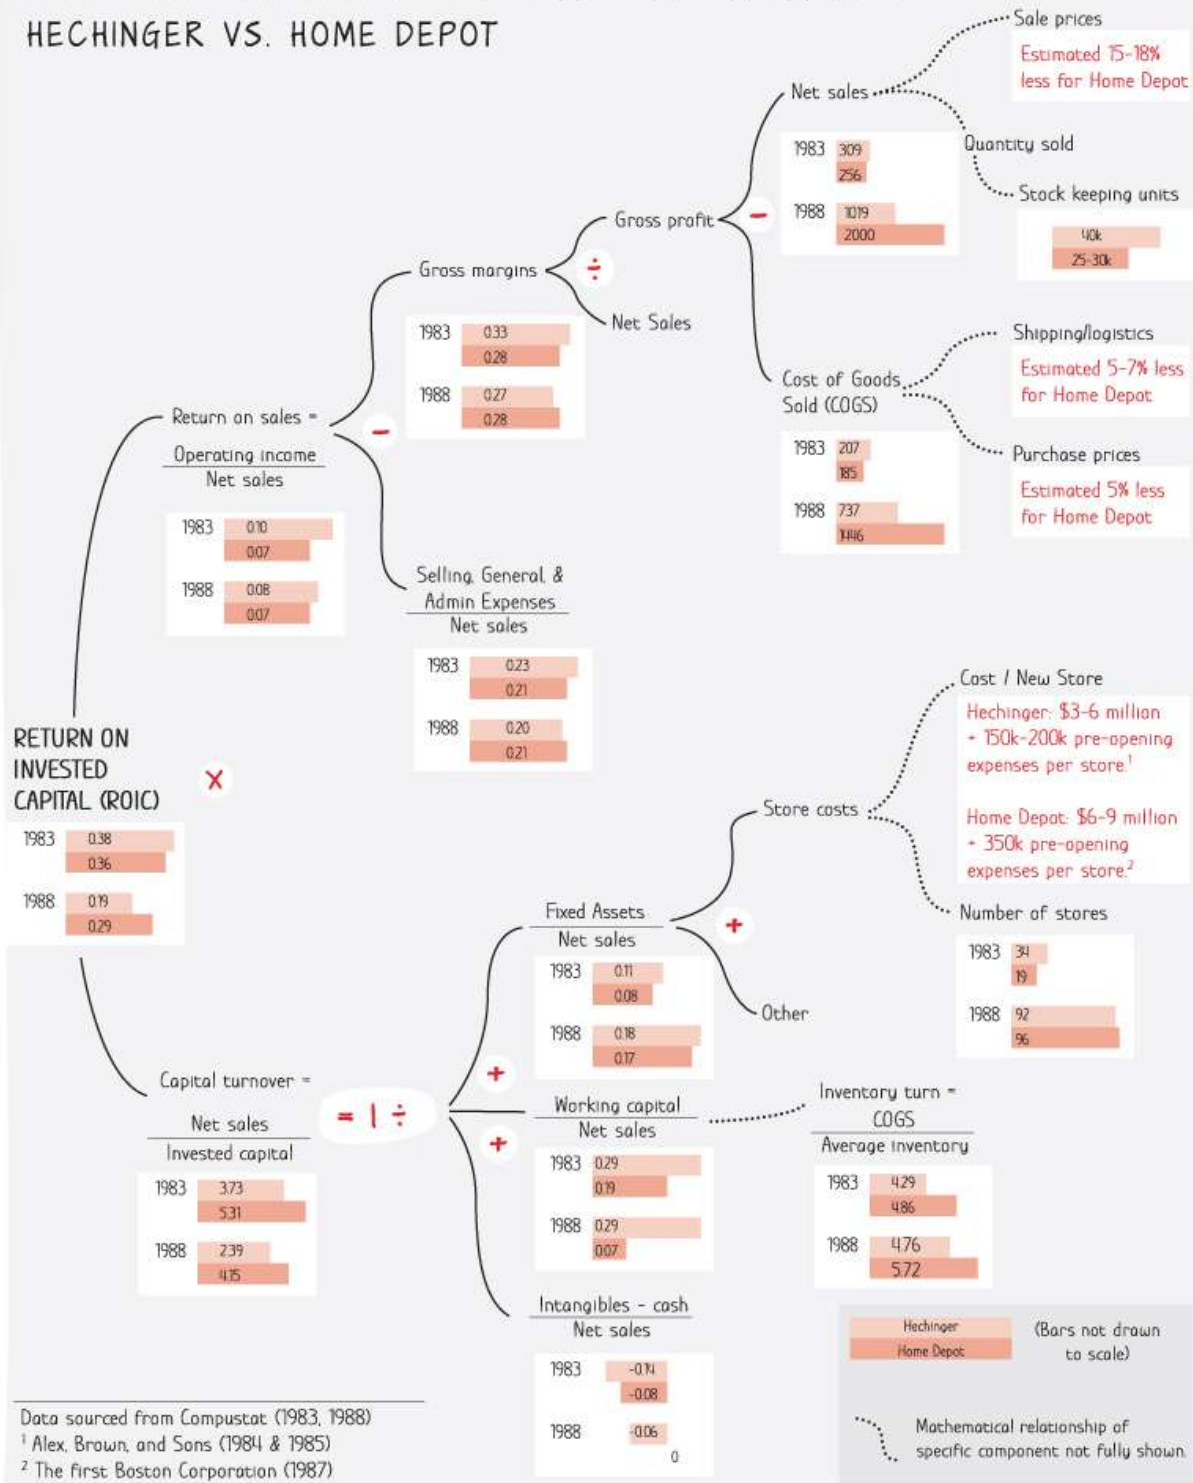 HECHINGER VS. HOME DEPOT
Sale prices
Estimated 15-18%
less for Home Depot
Net sales
1983 309
256
1988 1019
2000
Quantity sold
Stock keeping units
40k
25-30k
Gross profit
−
Gross margins
÷
Net Sales
1983 0.33
0.28
1988 0.27
0.28
Shipping/logistics
Estimated 5-7% less
for Home Depot
Cost of Goods
Sold (COGS)
1983 207
185
1988 737
1446
Purchase prices
Estimated 5% less
for Home Depot
Return on sales =
Operating income
Net sales
−
1983 0.10
0.07
1988 0.08
0.07
Selling, General, &
Admin Expenses
Net sales
1983 0.23
0.21
1988 0.20
0.21
RETURN ON
INVESTED
CAPITAL (ROIC)
X
1983 0.38
0.36
1988 0.19
0.29
Cost / New Store
Hechinger: $3-6 million
+ 150k-200k pre-opening
expenses per store.¹
Home Depot: $6-9 million
+ 350k pre-opening
expenses per store.²
Store costs
Number of stores
1983 34
19
1988 92
96
Fixed Assets
Net sales
+
1983 0.11
0.08
1988 0.18
0.17
Other
Capital turnover =
Net sales
Invested capital
1983 3.73
5.31
1988 2.39
4.15
= 1 ÷
+
+
Working capital
Net sales
1983 0.29
0.19
1988 0.29
0.07
Inventory turn =
COGS
Average inventory
1983 4.29
4.86
1988 4.76
5.72
Intangibles - cash
Net sales
1983 -0.14
-0.08
1988 -0.06
0
Hechinger
Home Depot
(Bars not drawn
to scale)
Mathematical relationship of
specific component not fully shown.
Data sourced from Compustat (1983, 1988)
¹ Alex, Brown, and Sons (1984 & 1985)
² The first Boston Corporation (1987)